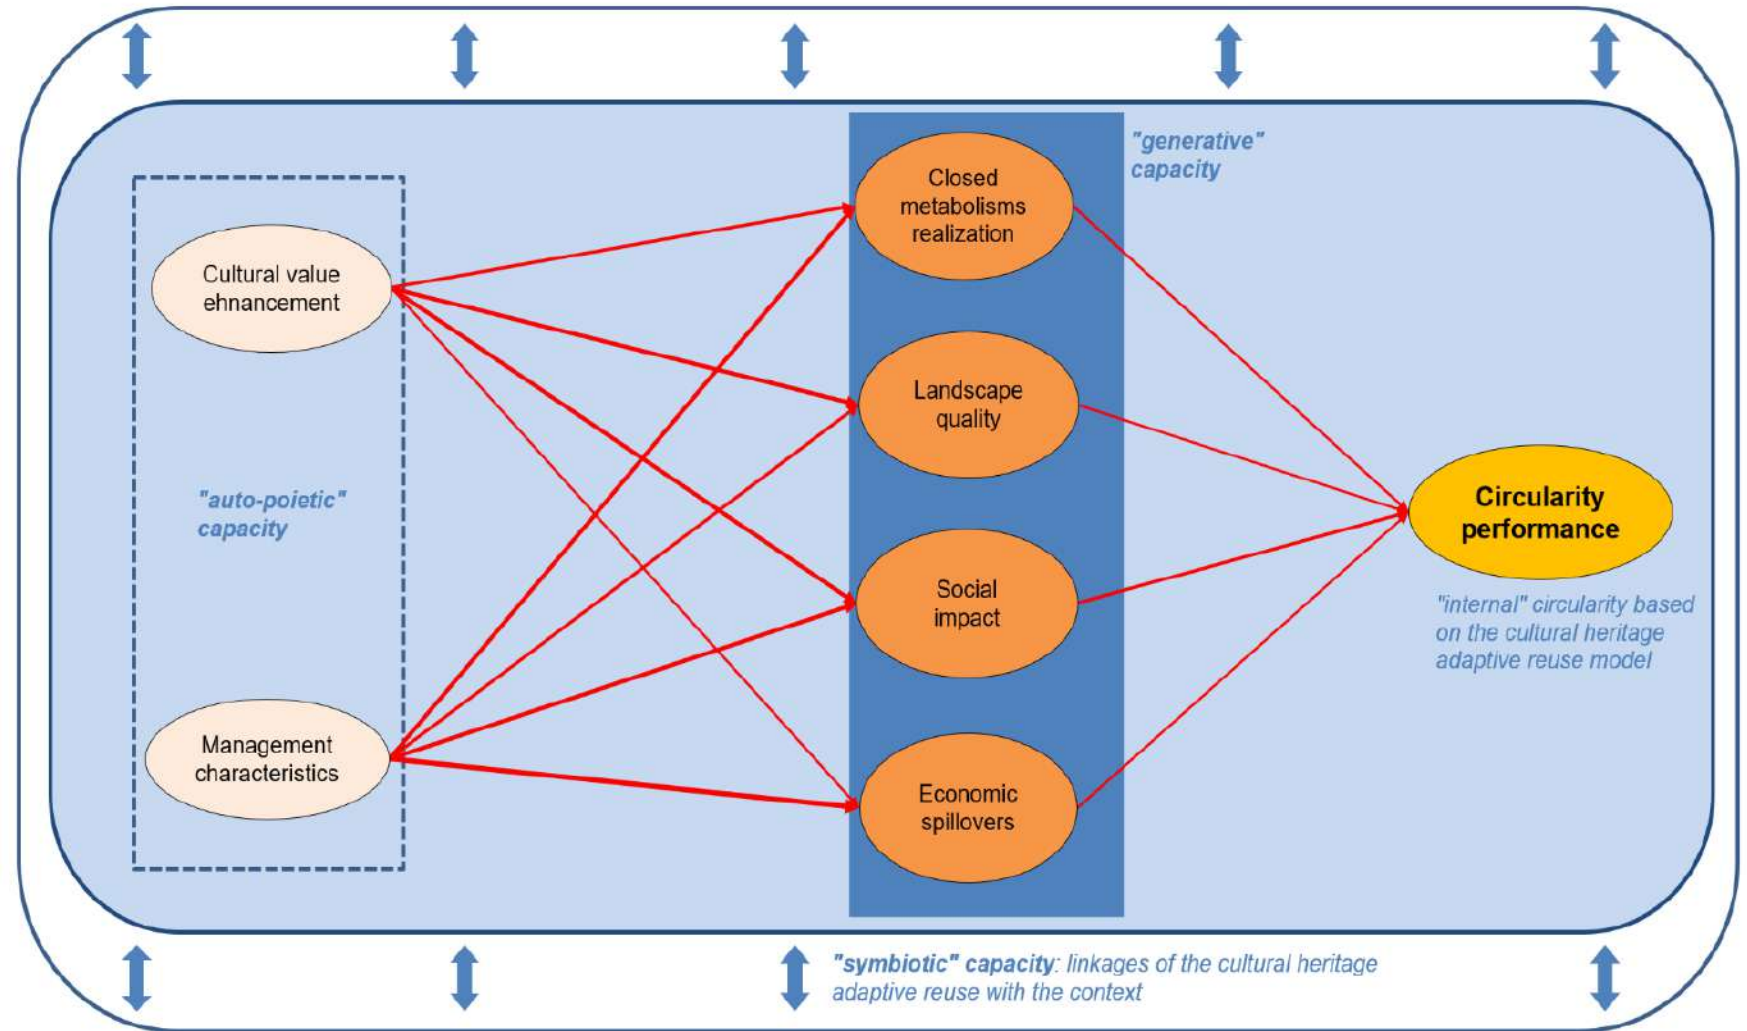 "generative"
capacity
Closed
metabolisms
realization
Cultural value
ehnancement
Landscape
quality
"auto-poietic"
capacity
Circularity
performance
Social
impact
"internal" circularity based
on the cultural heritage
adaptive reuse model
Management
characteristics
Economic
spillovers
"symbiotic" capacity: linkages of the cultural heritage
adaptive reuse with the context